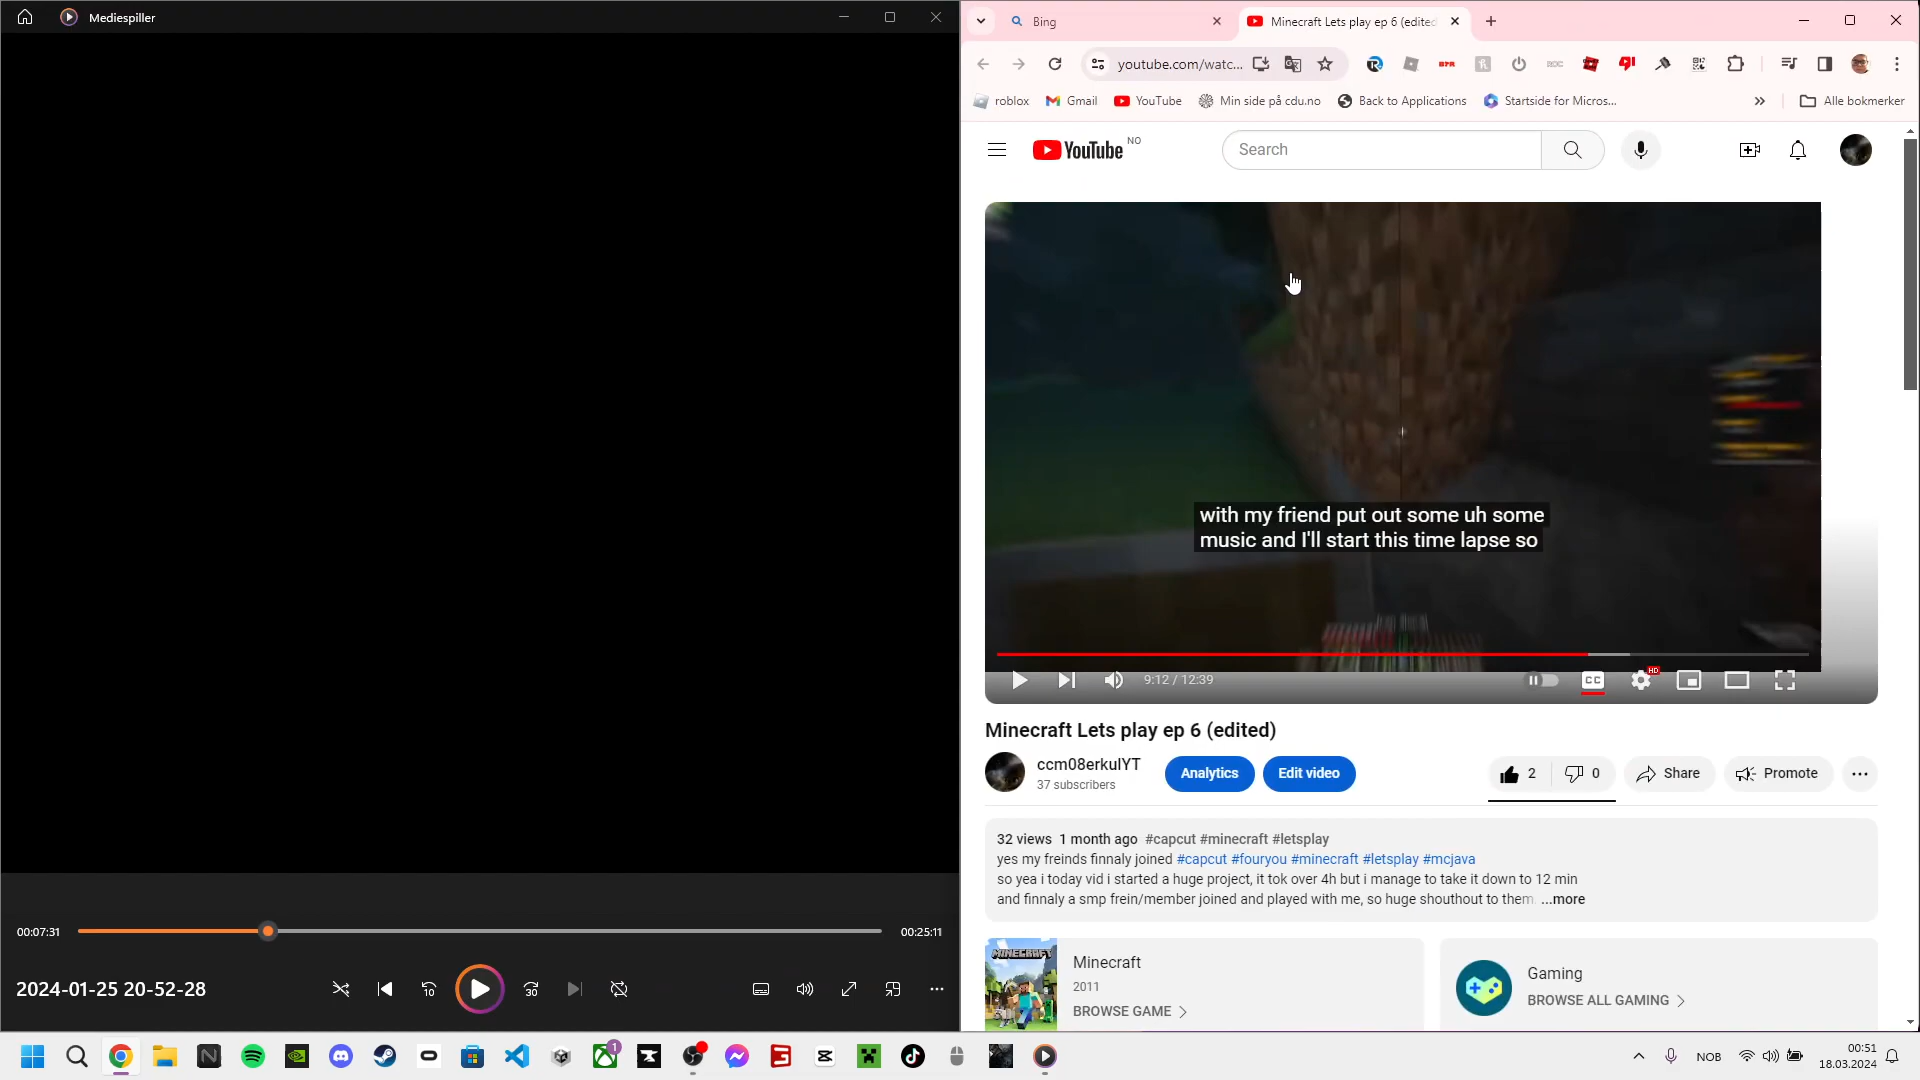 Mediespiller
00:07:31
00:25:11
2024-01-25 20-52-28
10
30
Bing
Minecraft Lets play ep 6 (edited
youtube.com/watc...
roblox
Gmail
YouTube
Min side på cdu.no
Back to Applications
Startside for Micros...
Alle bokmerker
YouTube NO
Search
with my friend put out some uh some
music and I'll start this time lapse so
9:12 / 12:39
CC
HD
Minecraft Lets play ep 6 (edited)
ccm08erkulYT
37 subscribers
Analytics
Edit video
2
0
Share
Promote
32 views 1 month ago #capcut #minecraft #letsplay
yes my freinds finnaly joined #capcut #fouryou #minecraft #letsplay #mcjava
so yea i today vid i started a huge project, it tok over 4h but i manage to take it down to 12 min
and finnaly a smp frein/member joined and played with me, so huge shouthout to them. ...more
MINECRAFT
Minecraft
2011
BROWSE GAME
Gaming
BROWSE ALL GAMING
1
NOB
00:51
18.03.2024